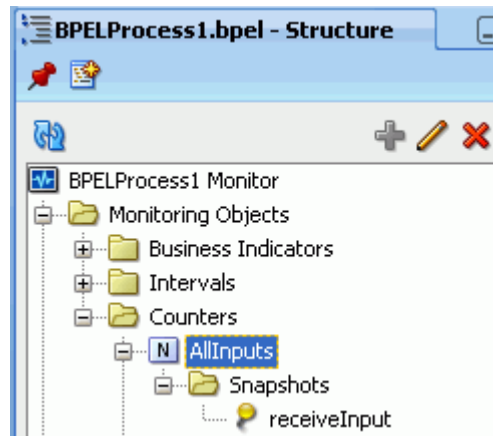 BPELProcess1.bpel - Structure
BPELProcess1 Monitor
Monitoring Objects
Business Indicators
Intervals
Counters
N AllInputs
Snapshots
receiveInput